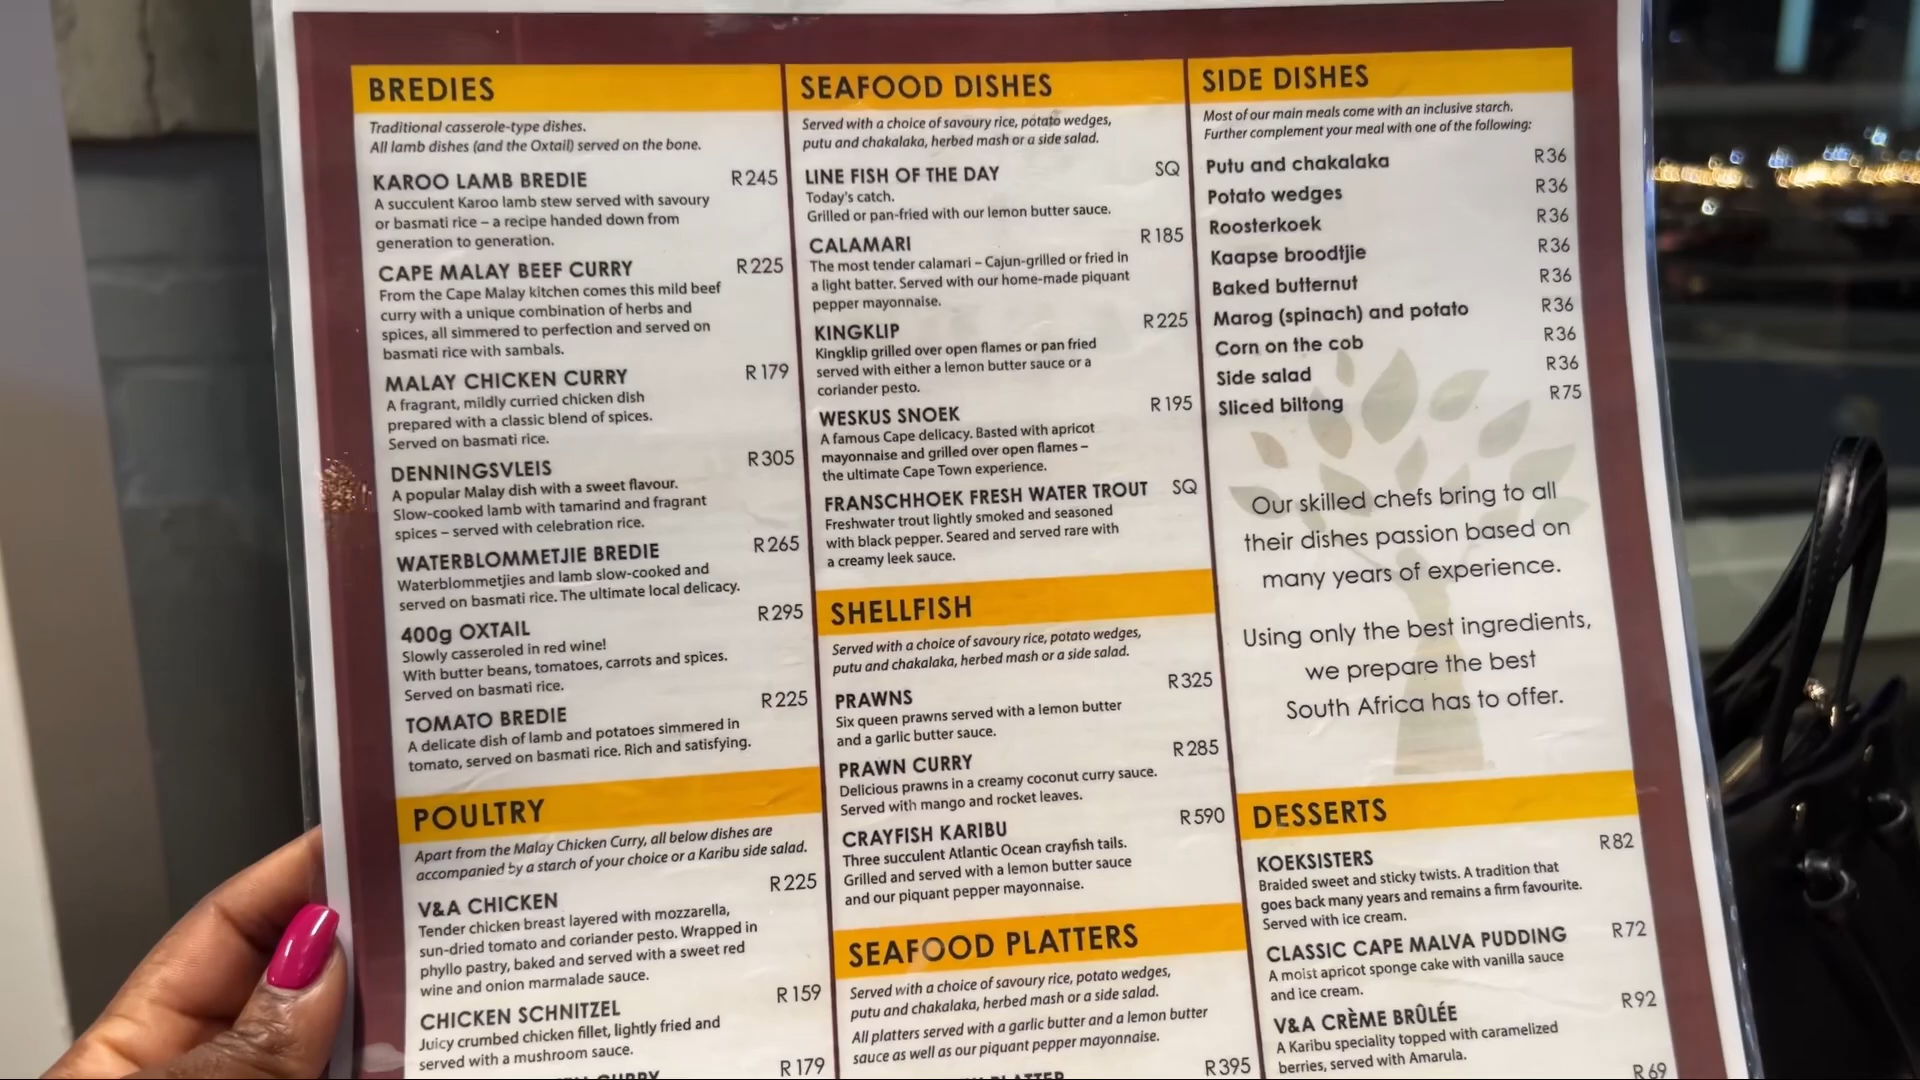 BREDIES
Traditional casserole-type dishes.
All lamb dishes (and the Oxtail) served on the bone.
KAROO LAMB BREDIE R245
A succulent Karoo lamb stew served with savoury
or basmati rice – a recipe handed down from
generation to generation.
CAPE MALAY BEEF CURRY R225
From the Cape Malay kitchen comes this mild beef
curry with a unique combination of herbs and
spices, all simmered to perfection and served on
basmati rice with sambals.
MALAY CHICKEN CURRY R179
A fragrant, mildly curried chicken dish
prepared with a classic blend of spices.
Served on basmati rice.
DENNINGSVLEIS R305
A popular Malay dish with a sweet flavour.
Slow-cooked lamb with tamarind and fragrant
spices – served with celebration rice.
WATERBLOMMETJIE BREDIE R265
Waterblommetjies and lamb slow-cooked and
served on basmati rice. The ultimate local delicacy.
400g OXTAIL R295
Slowly casseroled in red wine!
With butter beans, tomatoes, carrots and spices.
Served on basmati rice.
TOMATO BREDIE R225
A delicate dish of lamb and potatoes simmered in
tomato, served on basmati rice. Rich and satisfying.
POULTRY
Apart from the Malay Chicken Curry, all below dishes are
accompanied by a starch of your choice or a Karibu side salad.
V&A CHICKEN R225
Tender chicken breast layered with mozzarella,
sun-dried tomato and coriander pesto. Wrapped in
phyllo pastry, baked and served with a sweet red
wine and onion marmalade sauce.
CHICKEN SCHNITZEL R159
Juicy crumbed chicken fillet, lightly fried and
served with a mushroom sauce.
CURRY R179
SEAFOOD DISHES
Served with a choice of savoury rice, potato wedges,
putu and chakalaka, herbed mash or a side salad.
LINE FISH OF THE DAY SQ
Today's catch.
Grilled or pan-fried with our lemon butter sauce.
CALAMARI R185
The most tender calamari – Cajun-grilled or fried in
a light batter. Served with our home-made piquant
pepper mayonnaise.
KINGKLIP R225
Kingklip grilled over open flames or pan fried
served with either a lemon butter sauce or a
coriander pesto.
WESKUS SNOEK R195
A famous Cape delicacy. Basted with apricot
mayonnaise and grilled over open flames –
the ultimate Cape Town experience.
FRANSCHHOEK FRESH WATER TROUT SQ
Freshwater trout lightly smoked and seasoned
with black pepper. Seared and served rare with
a creamy leek sauce.
SHELLFISH
Served with a choice of savoury rice, potato wedges,
putu and chakalaka, herbed mash or a side salad.
PRAWNS R325
Six queen prawns served with a lemon butter
and a garlic butter sauce.
PRAWN CURRY R285
Delicious prawns in a creamy coconut curry sauce.
Served with mango and rocket leaves.
CRAYFISH KARIBU R590
Three succulent Atlantic Ocean crayfish tails.
Grilled and served with a lemon butter sauce
and our piquant pepper mayonnaise.
SEAFOOD PLATTERS
Served with a choice of savoury rice, potato wedges,
putu and chakalaka, herbed mash or a side salad.
All platters served with a garlic butter and a lemon butter
sauce as well as our piquant pepper mayonnaise.
PLATTER R395
SIDE DISHES
Most of our main meals come with an inclusive starch.
Further complement your meal with one of the following:
Putu and chakalaka R36
Potato wedges R36
Roosterkoek R36
Kaapse broodtjie R36
Baked butternut R36
Marog (spinach) and potato R36
Corn on the cob R36
Side salad R36
Sliced biltong R75
Our skilled chefs bring to all
their dishes passion based on
many years of experience.
Using only the best ingredients,
we prepare the best
South Africa has to offer.
DESSERTS
KOEKSISTERS R82
Braided sweet and sticky twists. A tradition that
goes back many years and remains a firm favourite.
Served with ice cream.
CLASSIC CAPE MALVA PUDDING R72
A moist apricot sponge cake with vanilla sauce
and ice cream.
V&A CRÈME BRÛLÉE R92
A Karibu speciality topped with caramelized
berries, served with Amarula.
R69